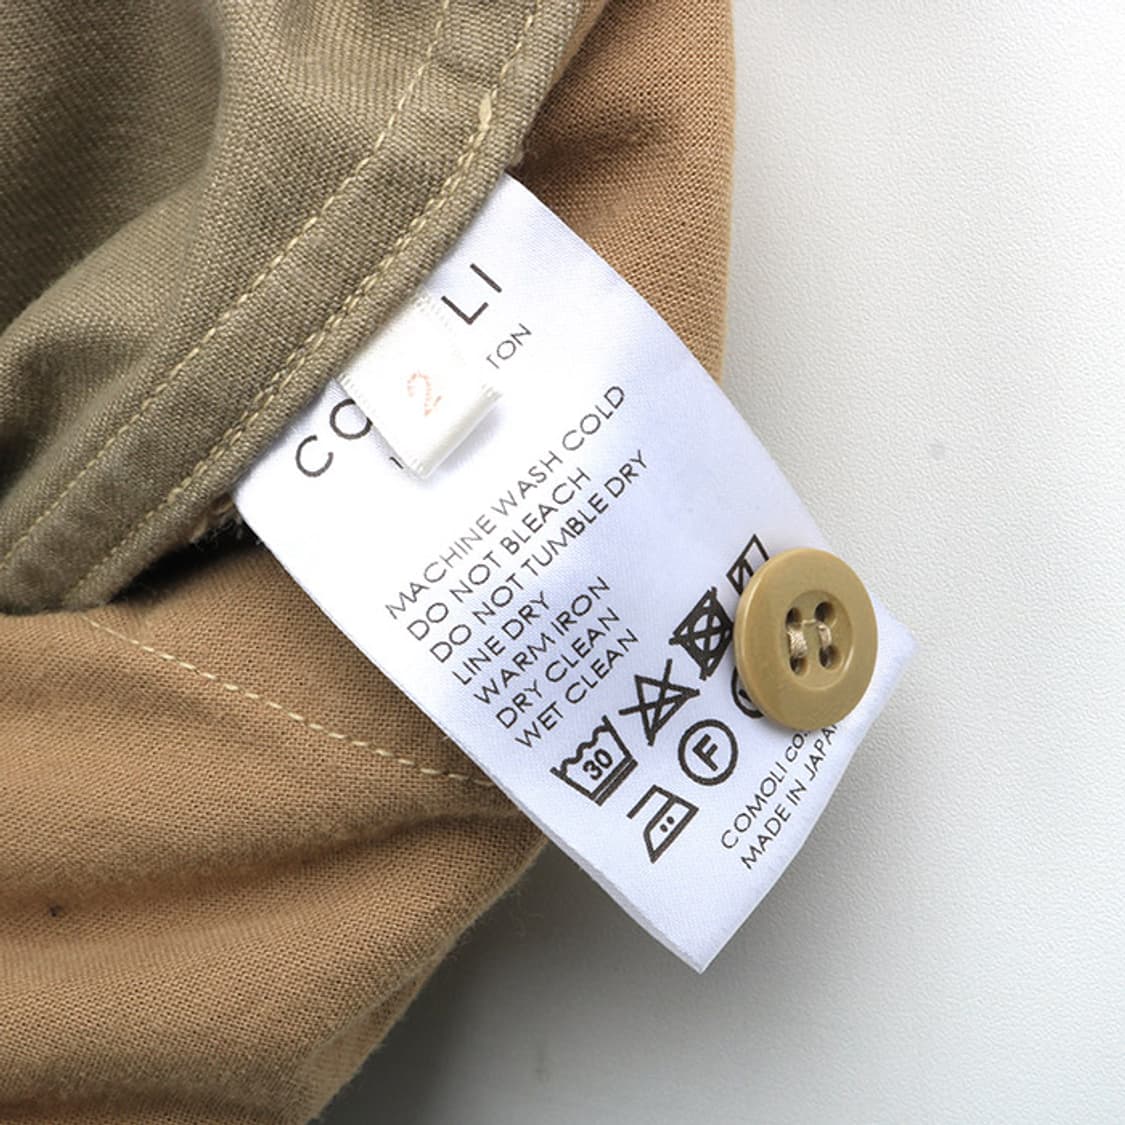 CO LI
2
TON
MACHINE WASH COLD
DO NOT BLEACH
DO NOT TUMBLE DRY
LINE DRY
WARM IRON
DRY CLEAN
WET CLEAN
30
F
COMOLI CO
MADE IN JAPAN